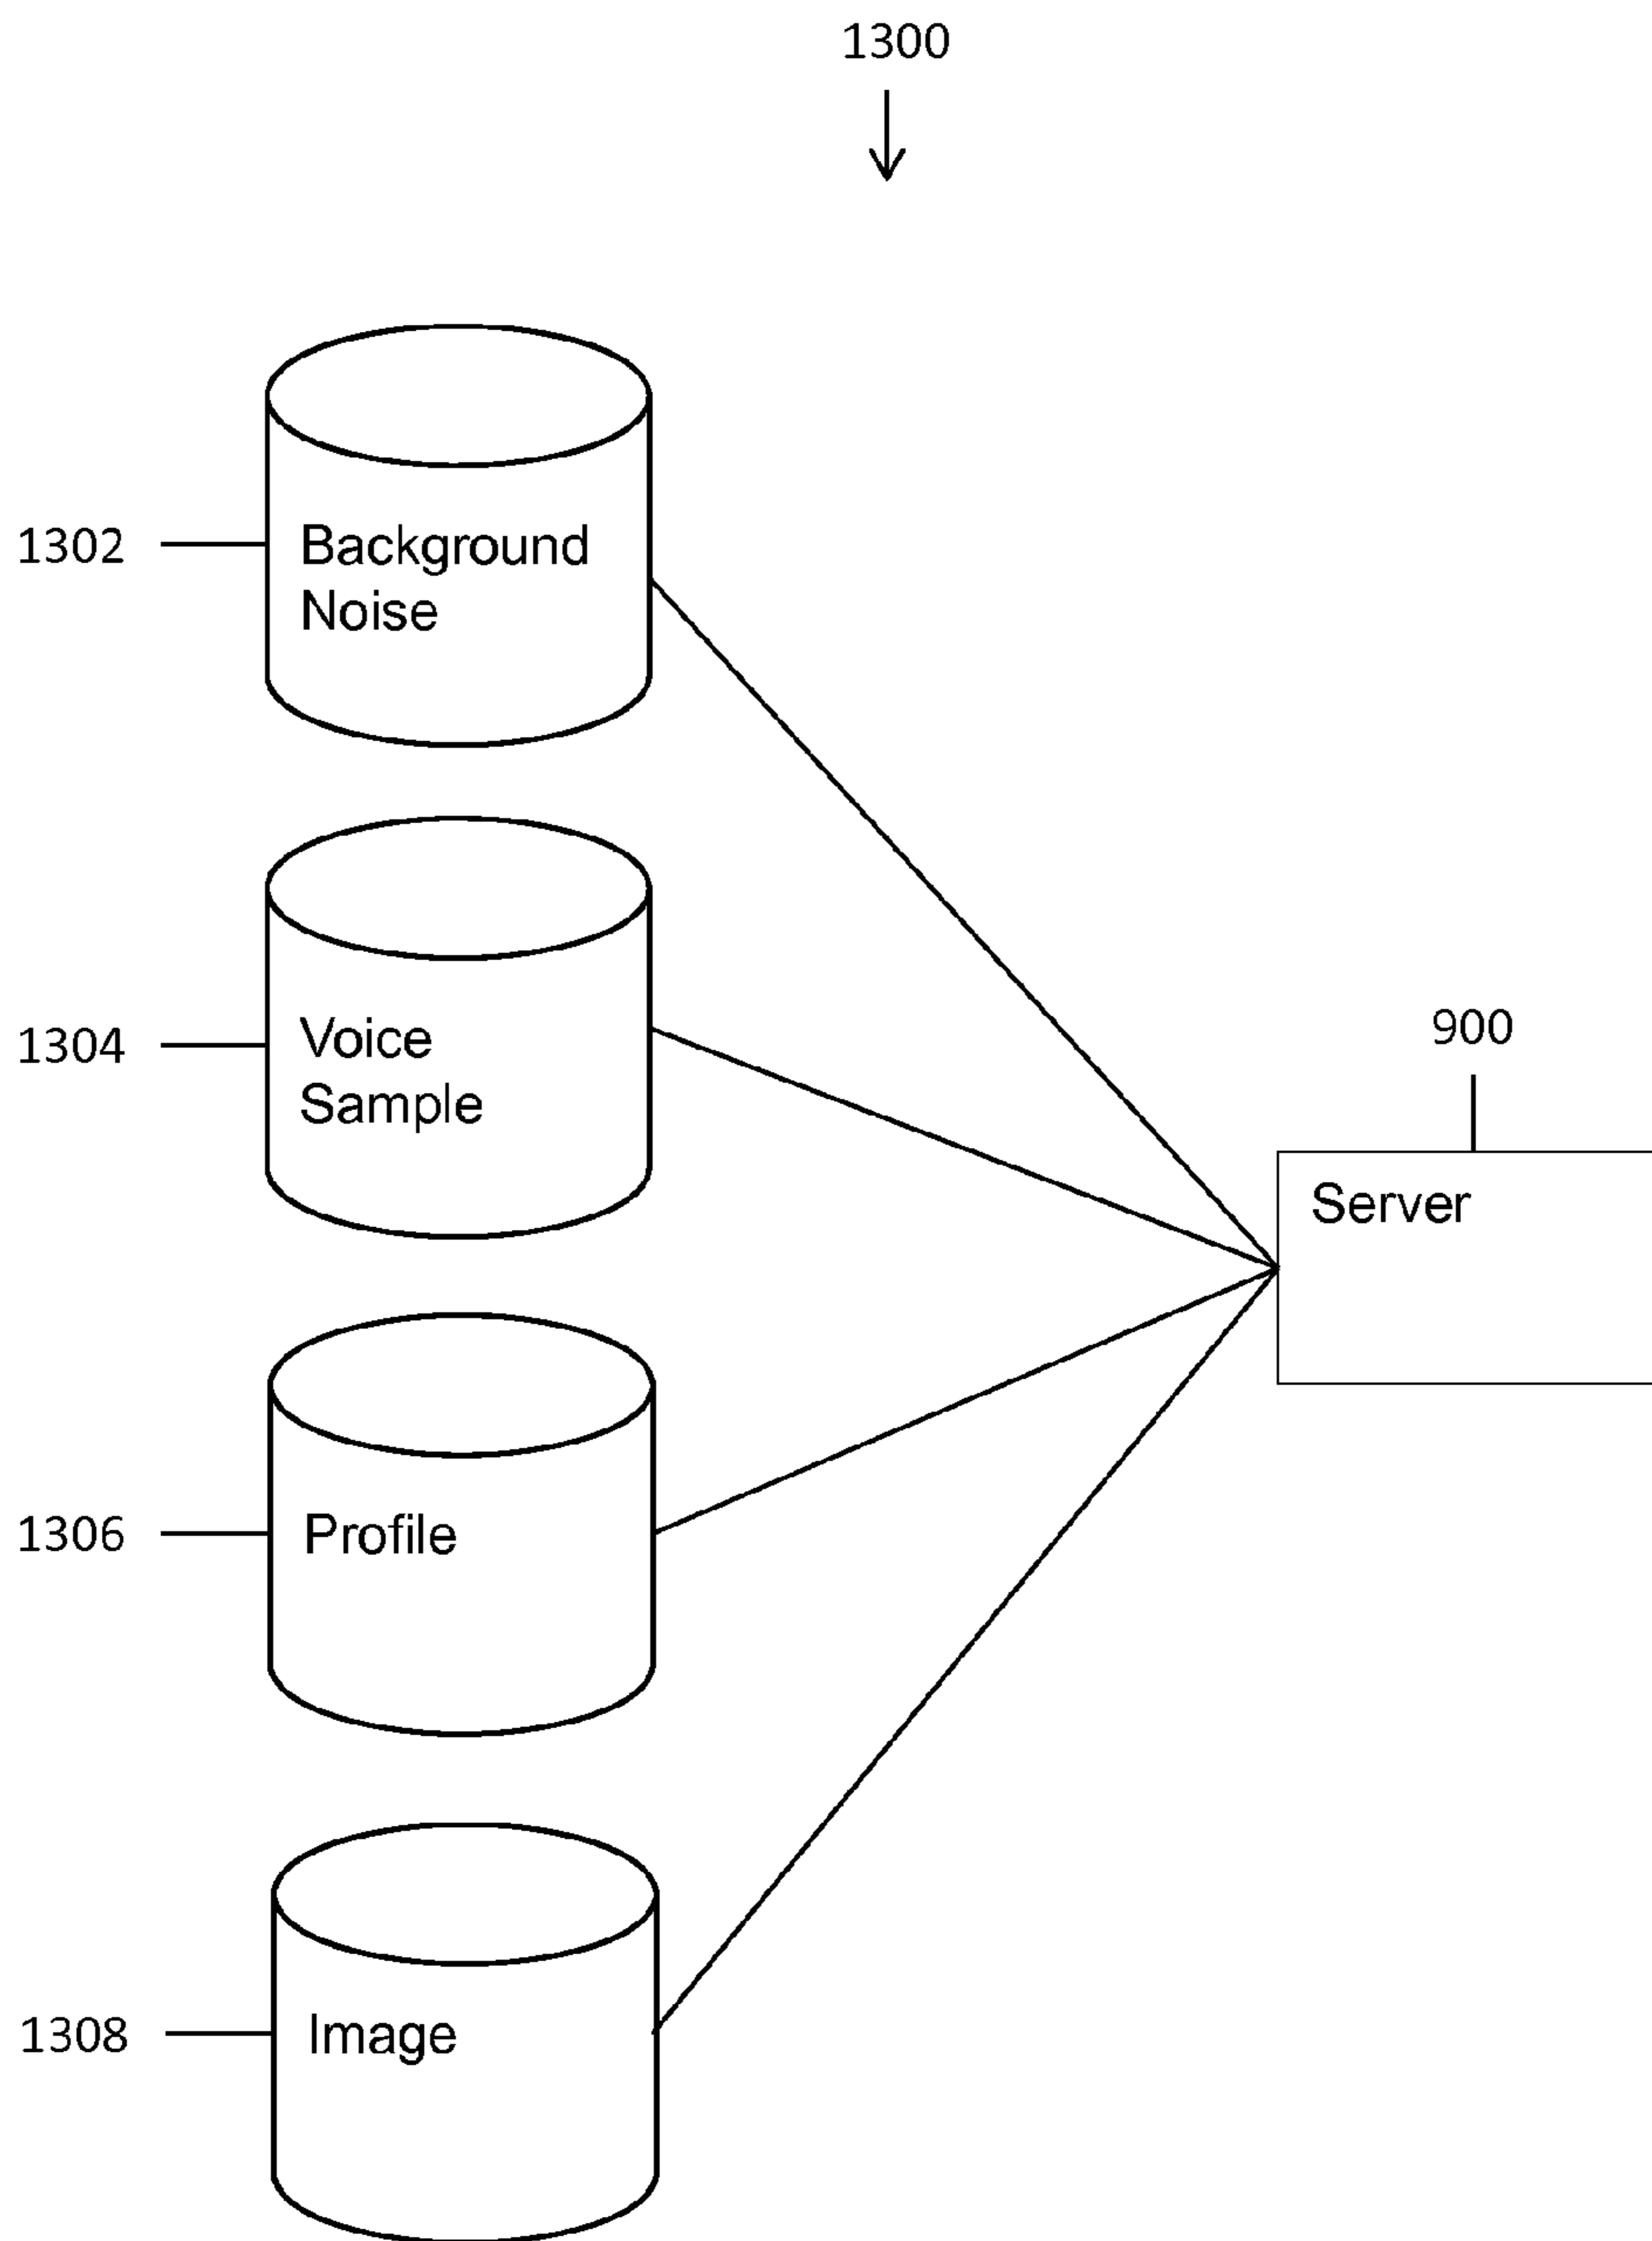 1300
1302
Background
Noise
1304
Voice
Sample
900
Server
1306
Profile
1308
Image